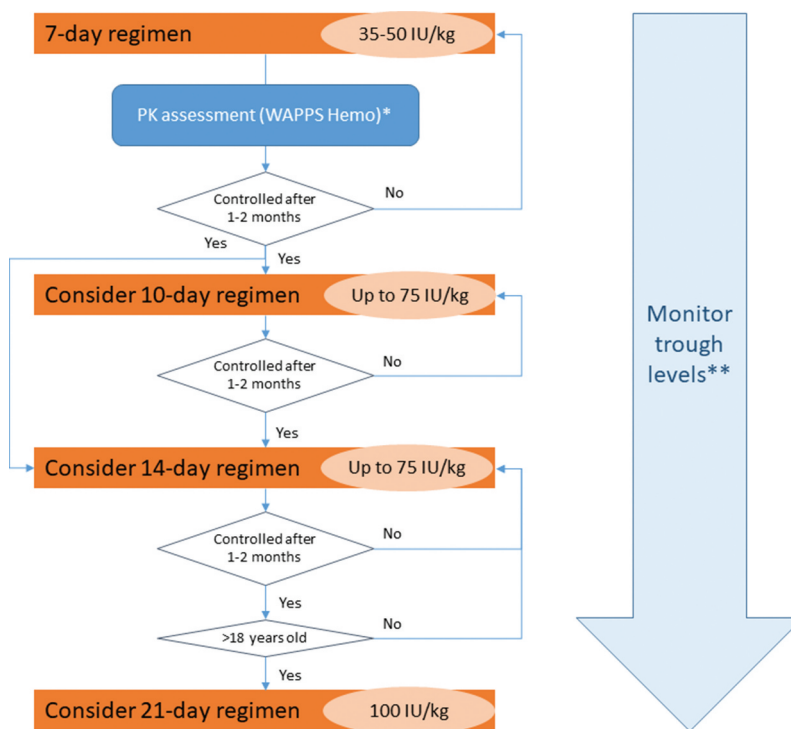 7-day regimen
35-50 IU/kg
PK assessment (WAPPS Hemo)*
Controlled after
1-2 months
No
Yes
Yes
Consider 10-day regimen
Up to 75 IU/kg
Controlled after
1-2 months
No
Yes
Consider 14-day regimen
Up to 75 IU/kg
Controlled after
1-2 months
No
Yes
>18 years old
No
Yes
Consider 21-day regimen
100 IU/kg
Monitor
trough
levels**